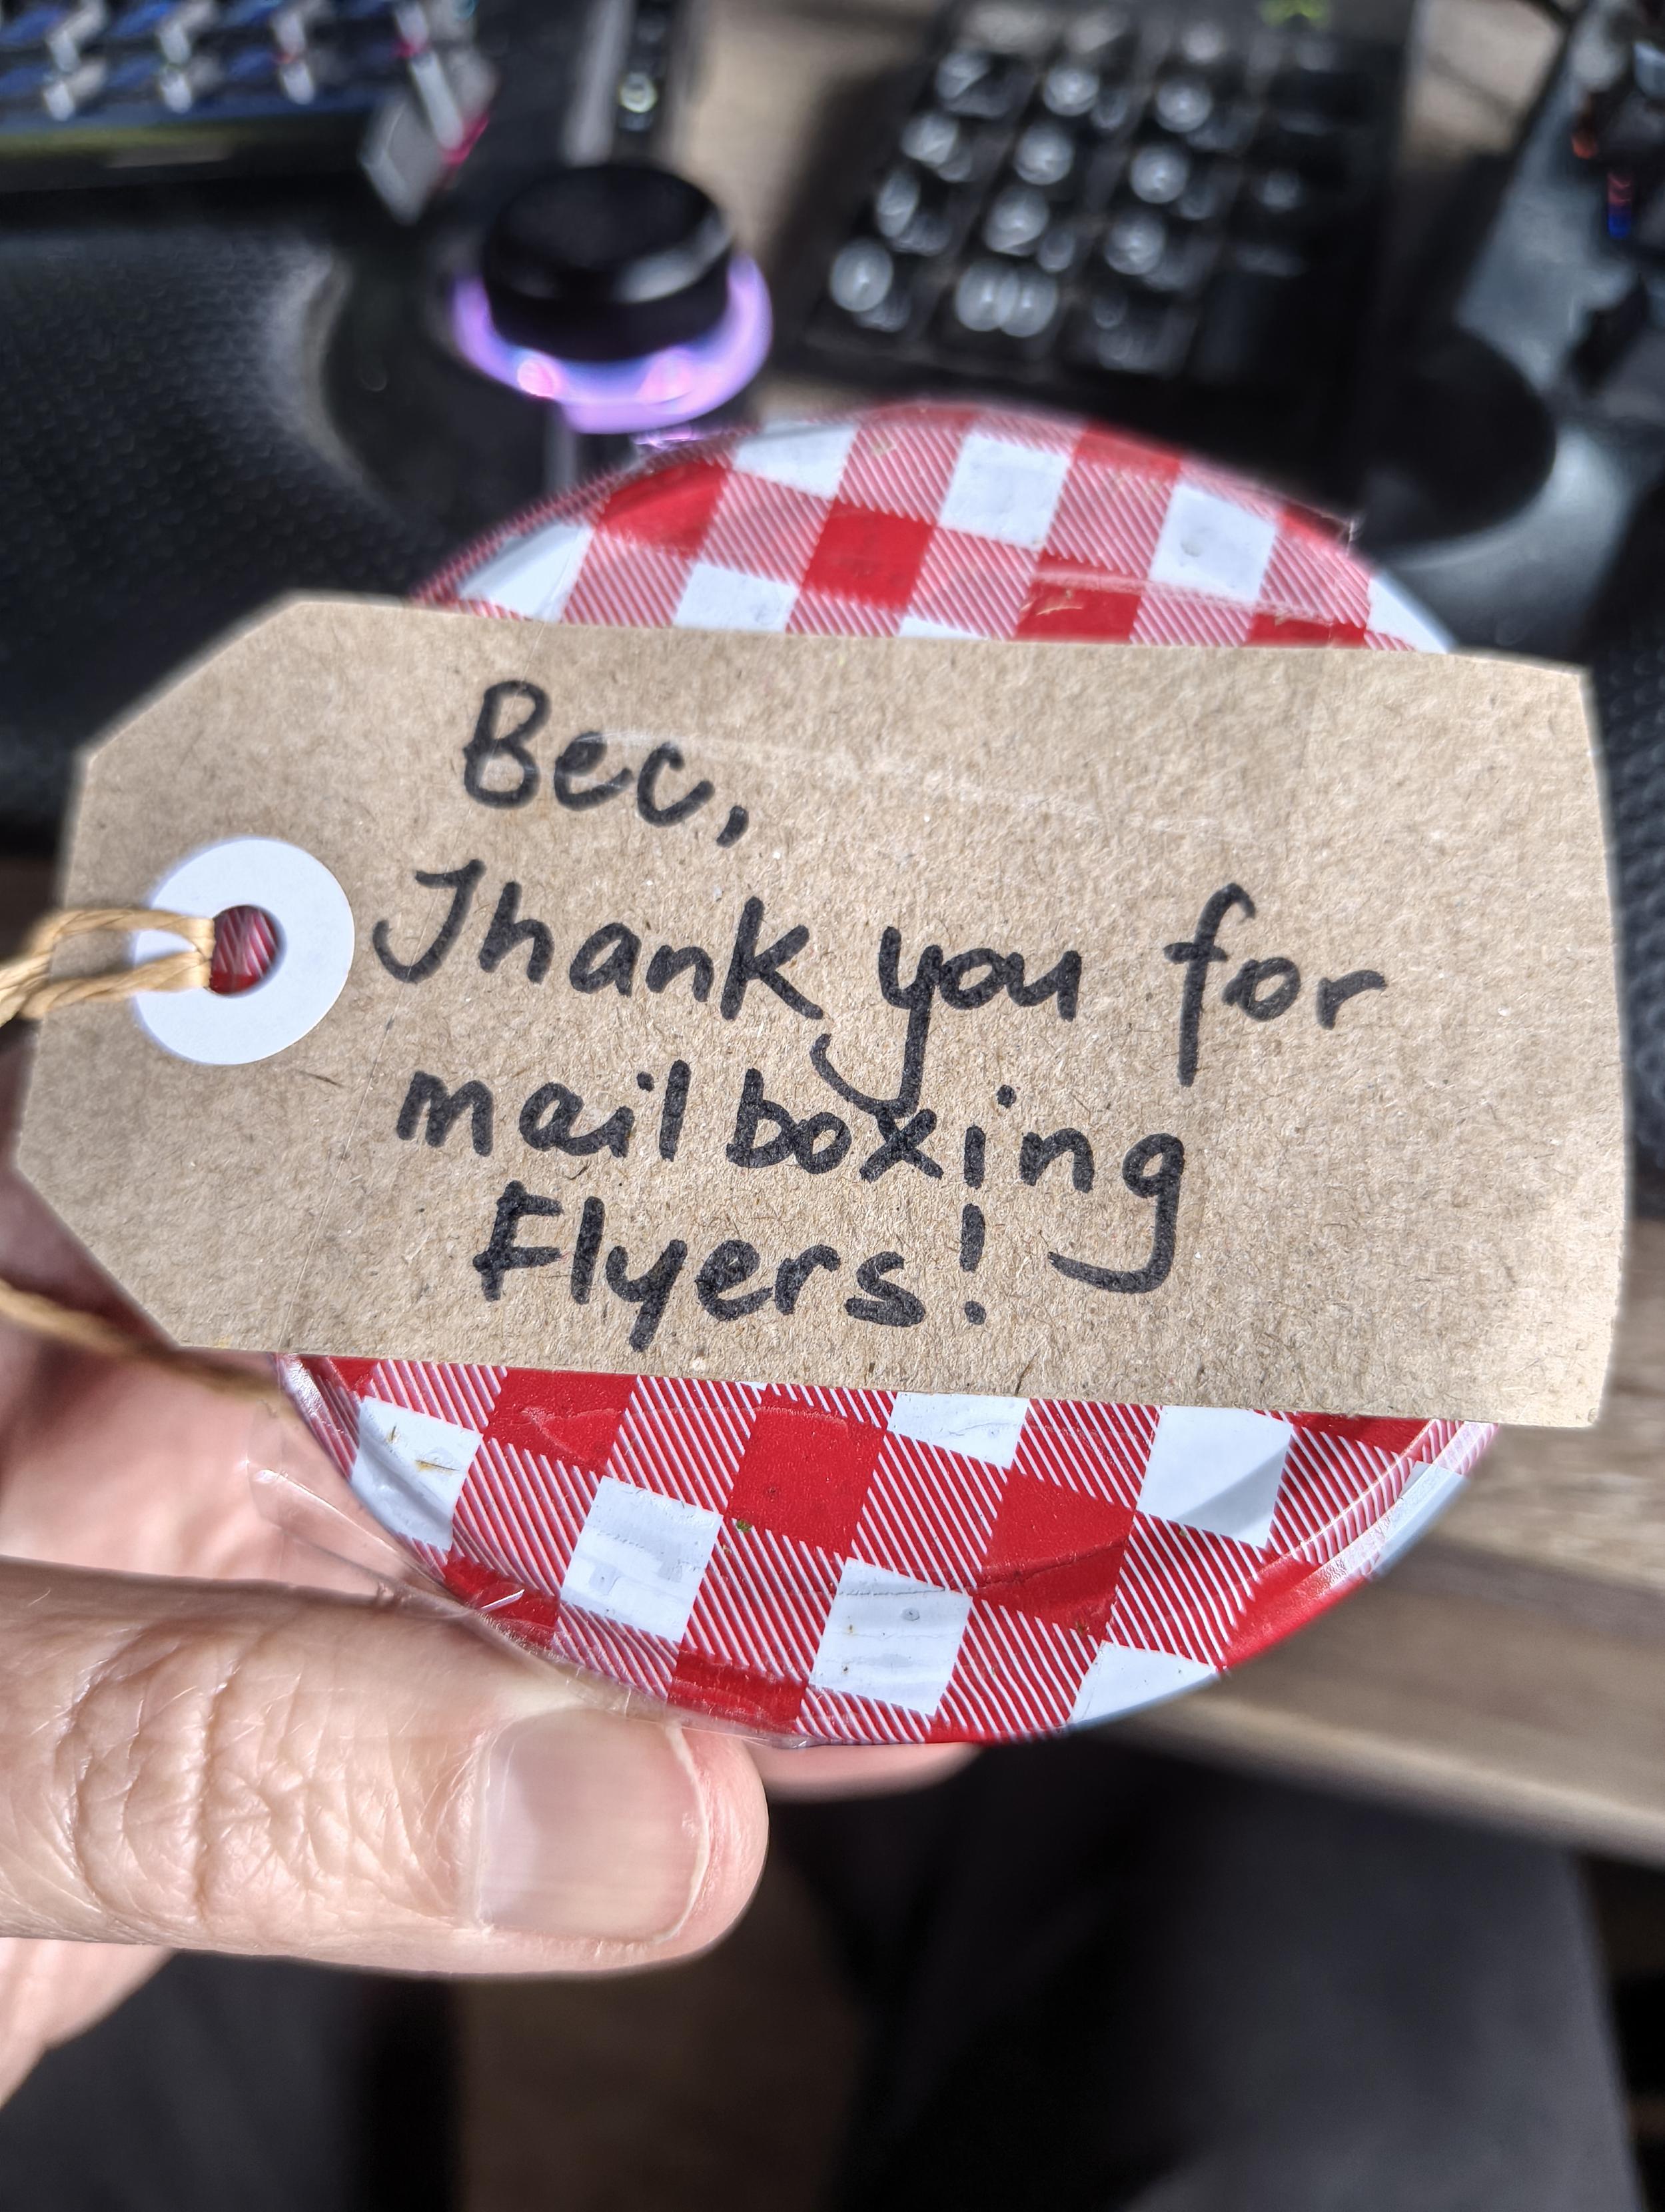 Bec,
Thank you for
mailboxing
Flyers!